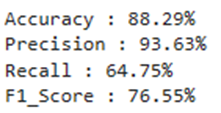 Accuracy : 88.29%
Precision : 93.63%
Recall : 64.75%
F1_Score : 76.55%